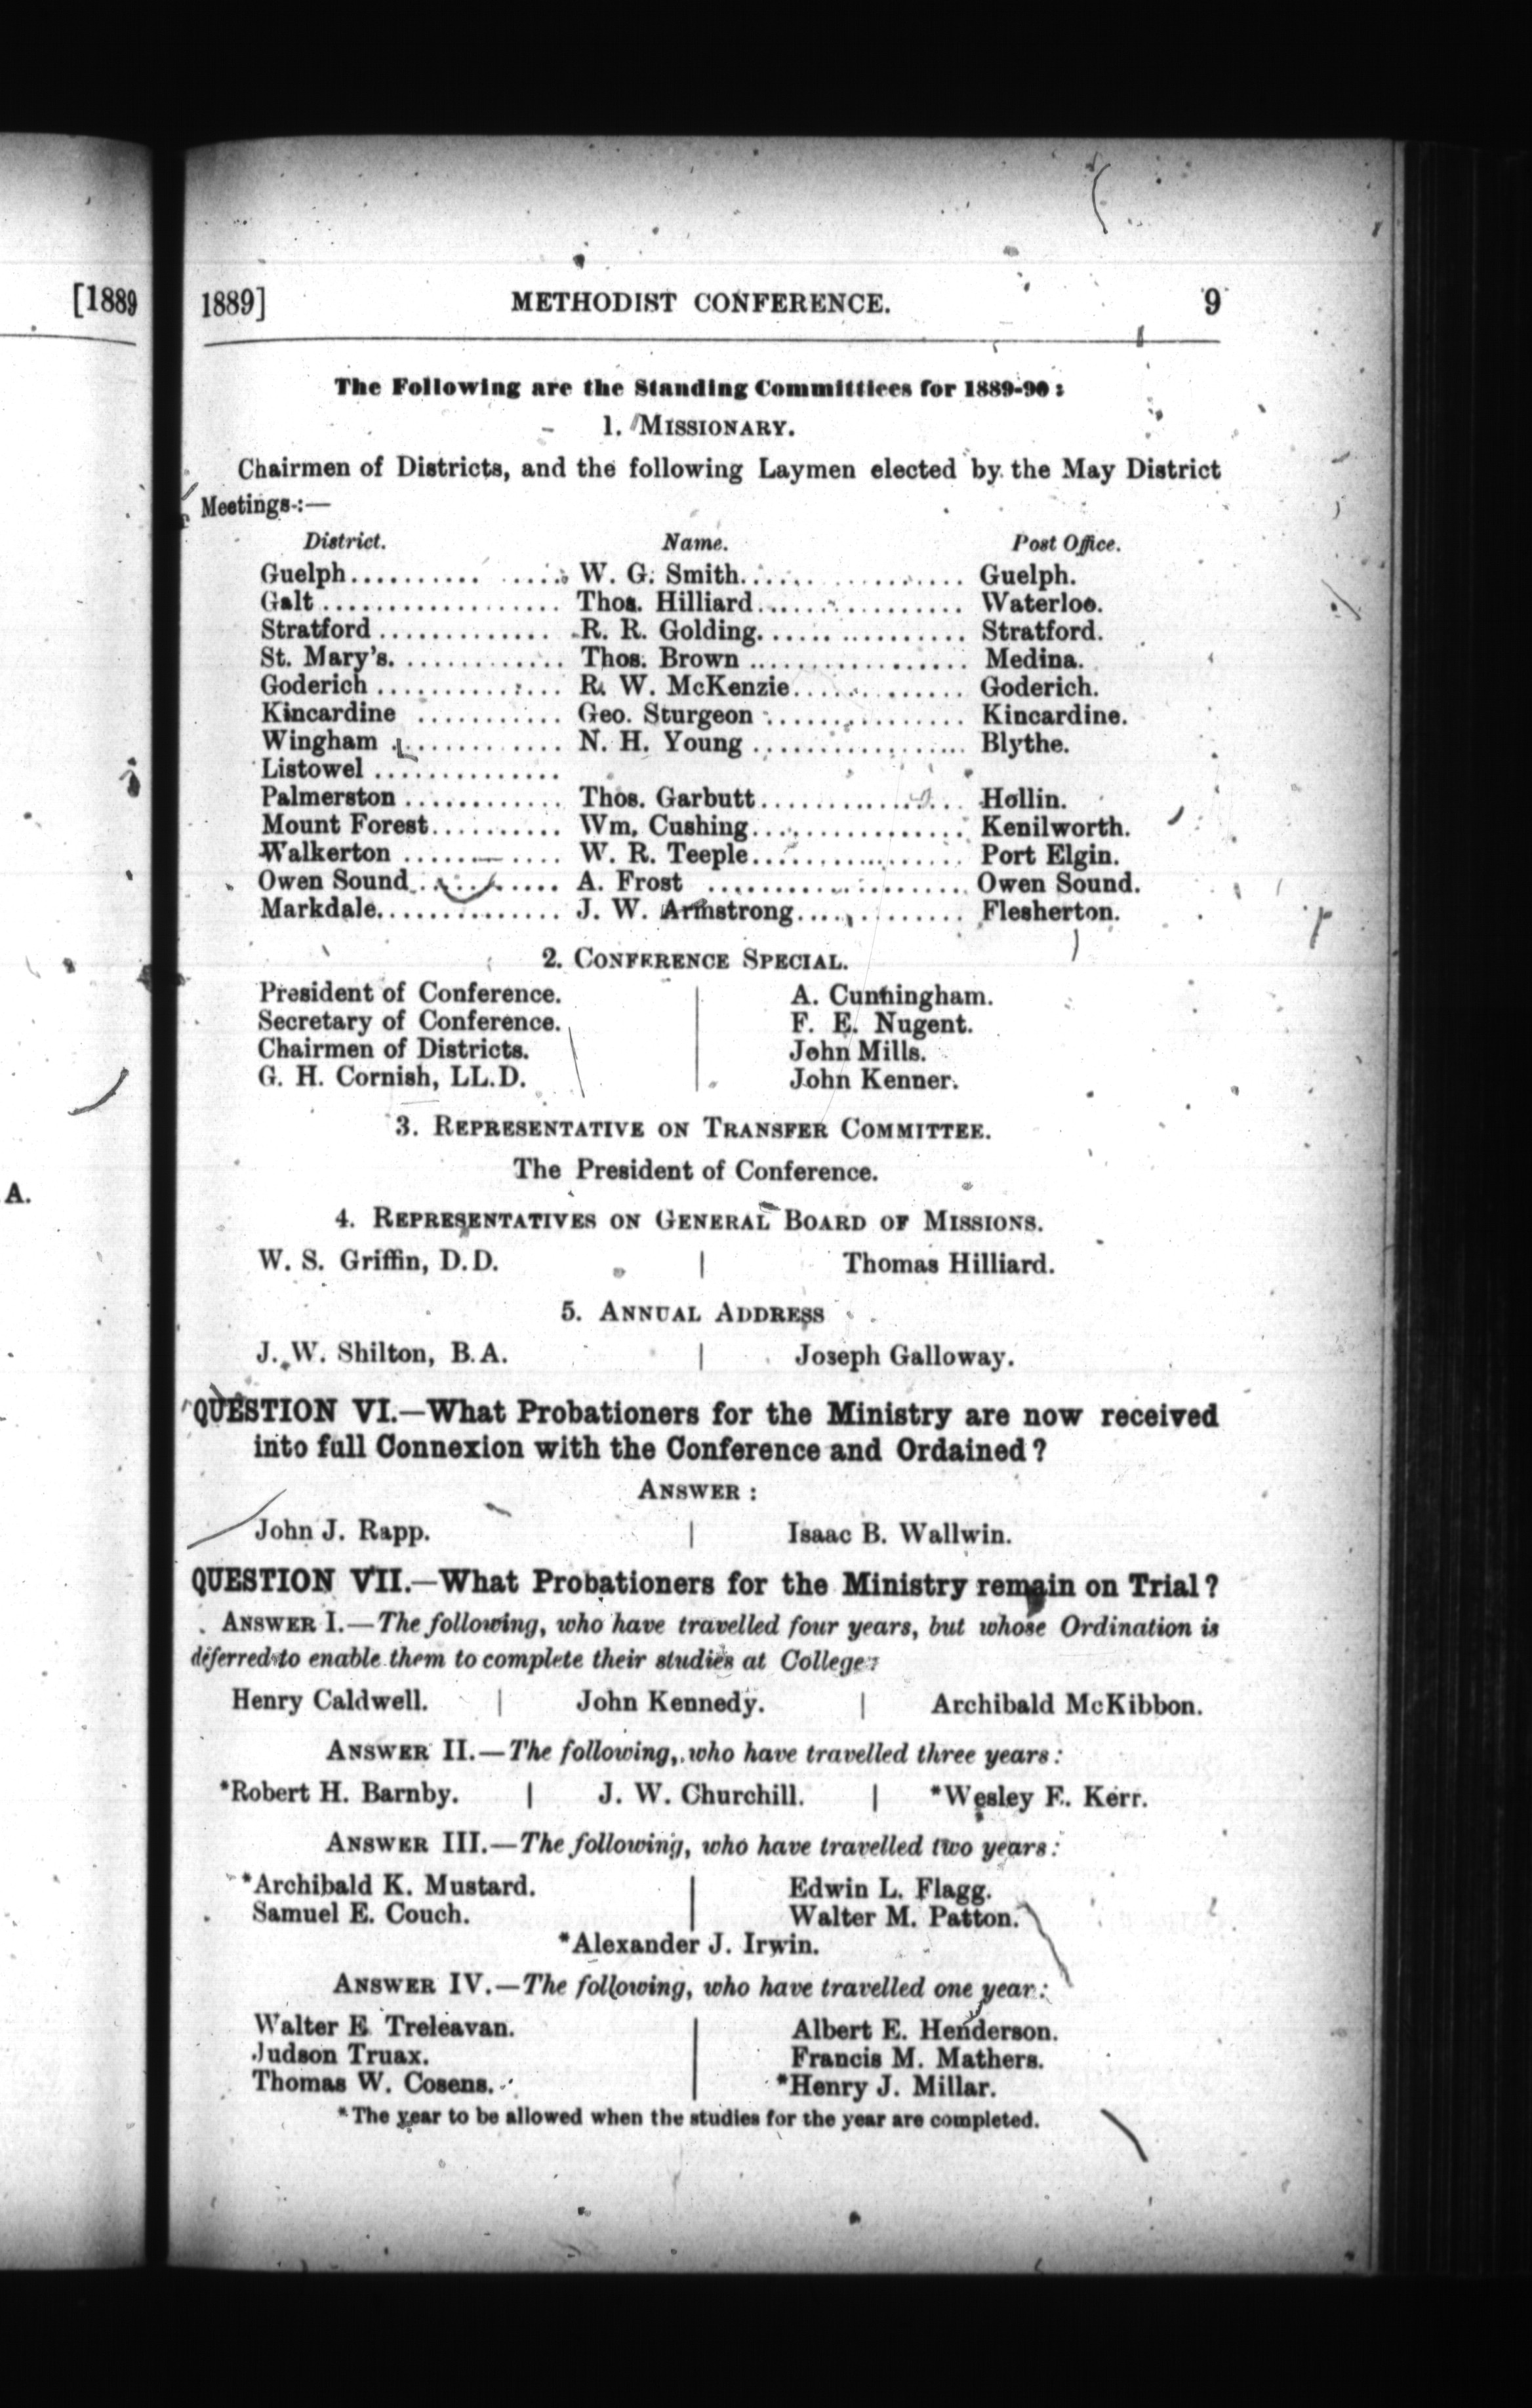 [1889
A.
1889] METHODIST CONFERENCE. 9
The Following are the Standing Committiees for 1889-90:
1. MISSIONARY.
Chairmen of Districts, and the following Laymen elected by the May District
Meetings:—
District. Name. Post Office.
Guelph.......... ..... W. G. Smith................ Guelph.
Galt.................. Thos. Hilliard................ Waterloo.
Stratford............. R. R. Golding................ Stratford.
St. Mary's............. Thos. Brown................. Medina.
Goderich.............. R. W. McKenzie............. Goderich.
Kincardine ........... Geo. Sturgeon ............... Kincardine.
Wingham ............. N. H. Young ................ Blythe.
Listowel ..............
Palmerston............ Thos. Garbutt................ Hollin.
Mount Forest.......... Wm. Cushing................ Kenilworth.
Walkerton ............ W. R. Teeple................ Port Elgin.
Owen Sound........... A. Frost .................... Owen Sound.
Markdale.............. J. W. Armstrong............. Flesherton.
2. CONFERENCE SPECIAL.
President of Conference. | A. Cunningham.
Secretary of Conference. | F. E. Nugent.
Chairmen of Districts. | John Mills.
G. H. Cornish, LL.D. | John Kenner.
3. REPRESENTATIVE ON TRANSFER COMMITTEE.
The President of Conference.
4. REPRESENTATIVES ON GENERAL BOARD OF MISSIONS.
W. S. Griffin, D.D. | Thomas Hilliard.
5. ANNUAL ADDRESS
J. W. Shilton, B.A. | Joseph Galloway.
QUESTION VI.—What Probationers for the Ministry are now received
into full Connexion with the Conference and Ordained?
ANSWER:
John J. Rapp. | Isaac B. Wallwin.
QUESTION VII.—What Probationers for the Ministry remain on Trial?
ANSWER I.—The following, who have travelled four years, but whose Ordination is
deferred to enable them to complete their studies at College:
Henry Caldwell. | John Kennedy. | Archibald McKibbon.
ANSWER II.—The following, who have travelled three years:
*Robert H. Barnby. | J. W. Churchill. | *Wesley F. Kerr.
ANSWER III.—The following, who have travelled two years:
*Archibald K. Mustard. | Edwin L. Flagg.
Samuel E. Couch. | Walter M. Patton.
*Alexander J. Irwin.
ANSWER IV.—The following, who have travelled one year:
Walter E Treleavan. | Albert E. Henderson.
Judson Truax. | Francis M. Mathers.
Thomas W. Cosens. | *Henry J. Millar.
*The year to be allowed when the studies for the year are completed.